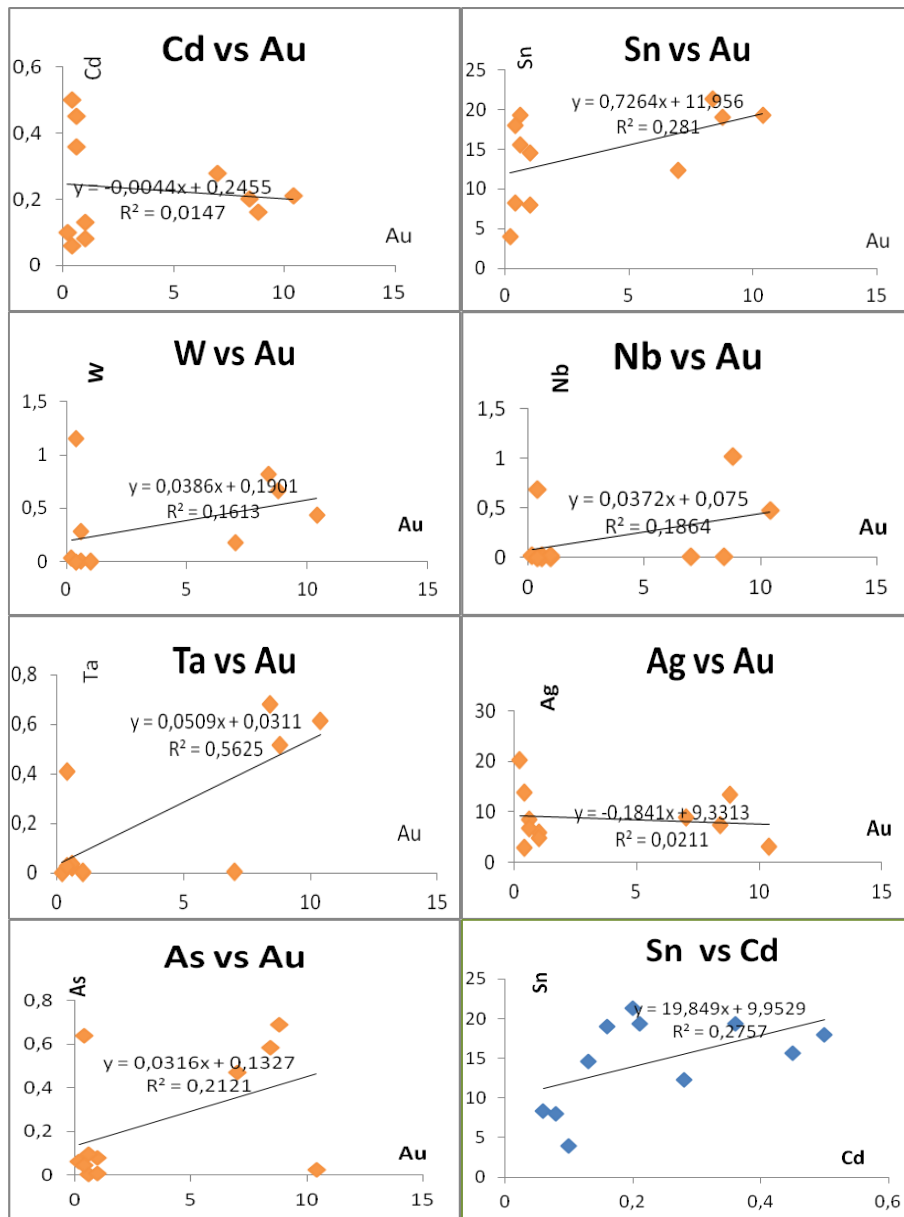 Cd vs Au
Cd
0,6
0,4
0,2
0
y = -0,0044x + 0,2455
R² = 0,0147
Au
0
5
10
15
Sn vs Au
Sn
25
20
15
10
5
0
y = 0,7264x + 11,956
R² = 0,281
Au
0
5
10
15
W vs Au
W
1,5
1
0,5
0
y = 0,0386x + 0,1901
R² = 0,1613
Au
0
5
10
15
Nb vs Au
Nb
1,5
1
0,5
0
y = 0,0372x + 0,075
R² = 0,1864
Au
0
5
10
15
Ta vs Au
Ta
0,8
0,6
0,4
0,2
0
y = 0,0509x + 0,0311
R² = 0,5625
Au
0
5
10
15
Ag vs Au
Ag
30
20
10
0
y = -0,1841x + 9,3313
R² = 0,0211
Au
0
5
10
15
As vs Au
As
0,8
0,6
0,4
0,2
0
y = 0,0316x + 0,1327
R² = 0,2121
Au
0
5
10
15
Sn vs Cd
Sn
25
20
15
10
5
0
y = 19,849x + 9,9529
R² = 0,2757
Cd
0
0,2
0,4
0,6